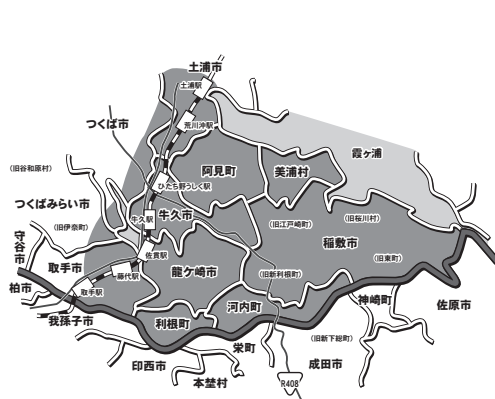 土浦市
土浦駅
つくば市
荒川沖駅
霞ヶ浦
(旧谷和原村)
阿見町
美浦村
ひたち野うしく駅
つくばみらい市
牛久駅
牛久市
(旧伊奈町)
(旧江戸崎町)
(旧桜川村)
守谷市
稲敷市
佐貫駅
(旧東町)
取手市
藤代駅
龍ケ崎市
(旧新利根町)
柏市
取手駅
神崎町
佐原市
我孫子市
利根町
河内町
栄町
(旧新下総町)
印西市
成田市
本埜村
R408